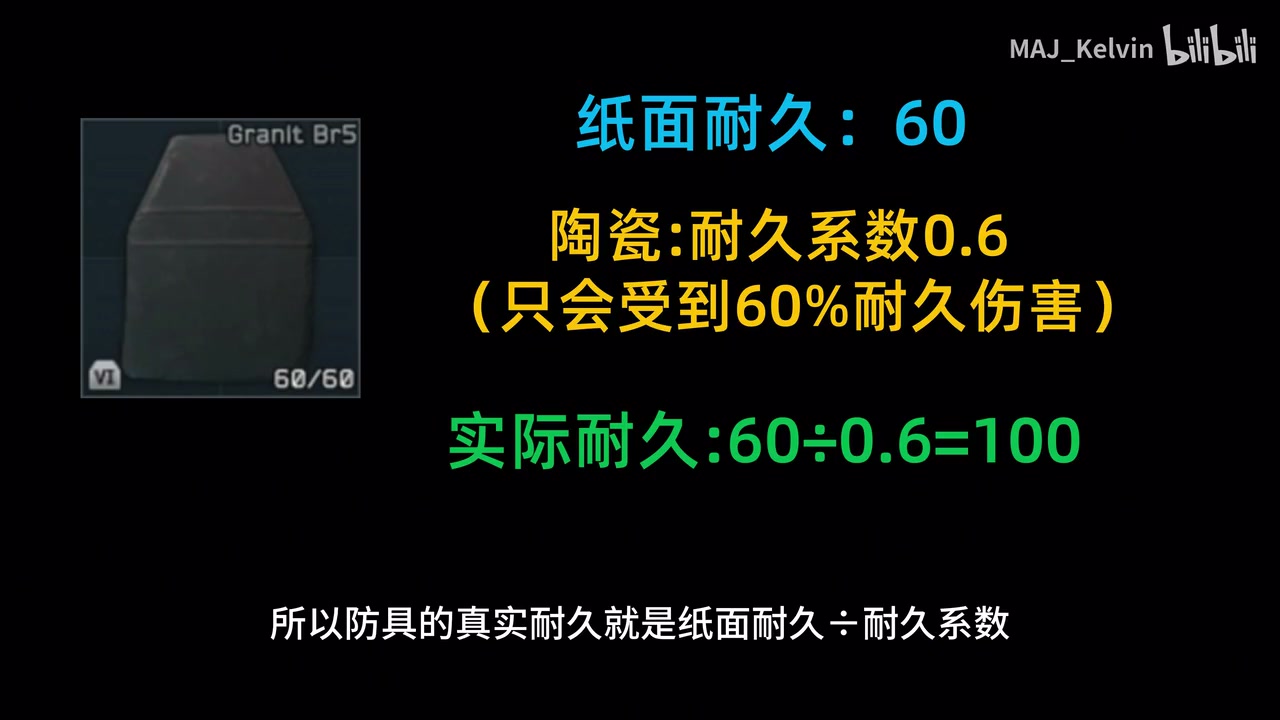 MAJ_Kelvin bilibili
Granit Br5
VI 60/60
纸面耐久：60
陶瓷:耐久系数0.6
（只会受到60%耐久伤害）
实际耐久:60÷0.6=100
所以防具的真实耐久就是纸面耐久÷耐久系数